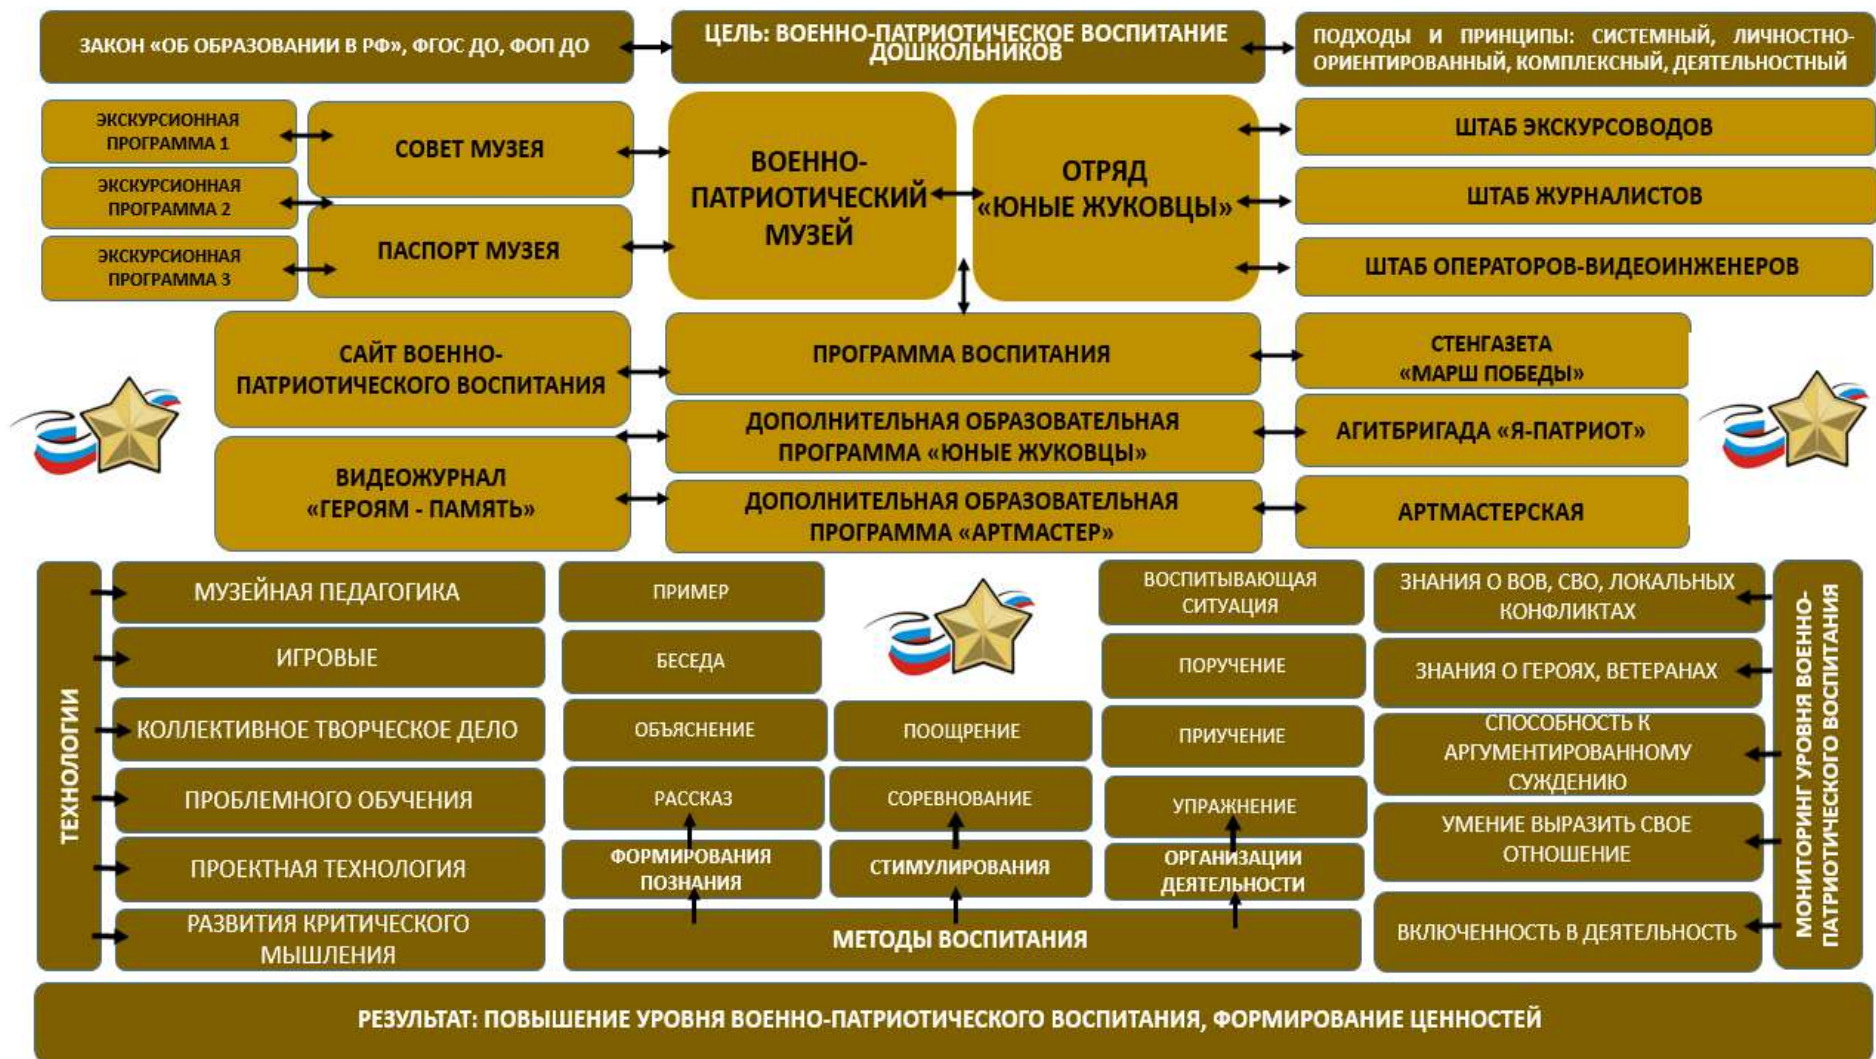 ЗАКОН «ОБ ОБРАЗОВАНИИ В РФ», ФГОС ДО, ФОП ДО
ЦЕЛЬ: ВОЕННО-ПАТРИОТИЧЕСКОЕ ВОСПИТАНИЕ
ДОШКОЛЬНИКОВ
ПОДХОДЫ И ПРИНЦИПЫ: СИСТЕМНЫЙ, ЛИЧНОСТНО-
ОРИЕНТИРОВАННЫЙ, КОМПЛЕКСНЫЙ, ДЕЯТЕЛЬНОСТНЫЙ
ЭКСКУРСИОННАЯ
ПРОГРАММА 1
ЭКСКУРСИОННАЯ
ПРОГРАММА 2
ЭКСКУРСИОННАЯ
ПРОГРАММА 3
СОВЕТ МУЗЕЯ
ПАСПОРТ МУЗЕЯ
ВОЕННО-
ПАТРИОТИЧЕСКИЙ
МУЗЕЙ
ОТРЯД
«ЮНЫЕ ЖУКОВЦЫ»
ШТАБ ЭКСКУРСОВОДОВ
ШТАБ ЖУРНАЛИСТОВ
ШТАБ ОПЕРАТОРОВ-ВИДЕОИНЖЕНЕРОВ
САЙТ ВОЕННО-
ПАТРИОТИЧЕСКОГО ВОСПИТАНИЯ
ВИДЕОЖУРНАЛ
«ГЕРОЯМ - ПАМЯТЬ»
ПРОГРАММА ВОСПИТАНИЯ
ДОПОЛНИТЕЛЬНАЯ ОБРАЗОВАТЕЛЬНАЯ
ПРОГРАММА «ЮНЫЕ ЖУКОВЦЫ»
ДОПОЛНИТЕЛЬНАЯ ОБРАЗОВАТЕЛЬНАЯ
ПРОГРАММА «АРТМАСТЕР»
СТЕНГАЗЕТА
«МАРШ ПОБЕДЫ»
АГИТБРИГАДА «Я-ПАТРИОТ»
АРТМАСТЕРСКАЯ
ТЕХНОЛОГИИ
МУЗЕЙНАЯ ПЕДАГОГИКА
ИГРОВЫЕ
КОЛЛЕКТИВНОЕ ТВОРЧЕСКОЕ ДЕЛО
ПРОБЛЕМНОГО ОБУЧЕНИЯ
ПРОЕКТНАЯ ТЕХНОЛОГИЯ
РАЗВИТИЯ КРИТИЧЕСКОГО
МЫШЛЕНИЯ
ПРИМЕР
БЕСЕДА
ОБЪЯСНЕНИЕ
РАССКАЗ
ФОРМИРОВАНИЯ
ПОЗНАНИЯ
ПООЩРЕНИЕ
СОРЕВНОВАНИЕ
СТИМУЛИРОВАНИЯ
ВОСПИТЫВАЮЩАЯ
СИТУАЦИЯ
ПОРУЧЕНИЕ
ПРИУЧЕНИЕ
УПРАЖНЕНИЕ
ОРГАНИЗАЦИИ
ДЕЯТЕЛЬНОСТИ
МЕТОДЫ ВОСПИТАНИЯ
ЗНАНИЯ О ВОВ, СВО, ЛОКАЛЬНЫХ
КОНФЛИКТАХ
ЗНАНИЯ О ГЕРОЯХ, ВЕТЕРАНАХ
СПОСОБНОСТЬ К
АРГУМЕНТИРОВАННОМУ
СУЖДЕНИЮ
УМЕНИЕ ВЫРАЗИТЬ СВОЕ
ОТНОШЕНИЕ
ВКЛЮЧЕННОСТЬ В ДЕЯТЕЛЬНОСТЬ
МОНИТОРИНГ УРОВНЯ ВОЕННО-
ПАТРИОТИЧЕСКОГО ВОСПИТАНИЯ
РЕЗУЛЬТАТ: ПОВЫШЕНИЕ УРОВНЯ ВОЕННО-ПАТРИОТИЧЕСКОГО ВОСПИТАНИЯ, ФОРМИРОВАНИЕ ЦЕННОСТЕЙ